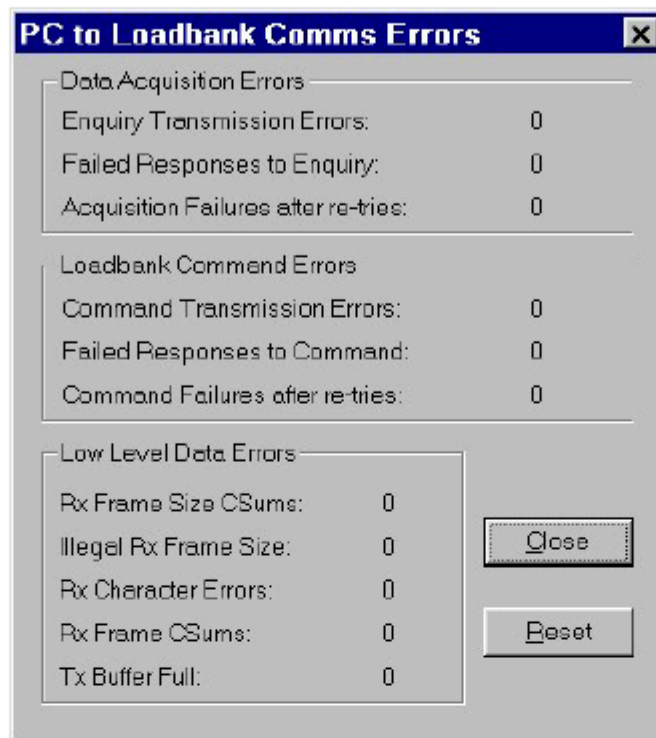 PC to Loadbank Comms Errors
Data Acquisition Errors
Enquiry Transmission Errors: 0
Failed Responses to Enquiry: 0
Acquisition Failures after re-tries: 0
Loadbank Command Errors
Command Transmission Errors: 0
Failed Responses to Command: 0
Command Failures after re-tries: 0
Low Level Data Errors
Rx Frame Size CSums: 0
Illegal Rx Frame Size: 0
Rx Character Errors: 0
Rx Frame CSums: 0
Tx Buffer Full: 0
Close
Reset